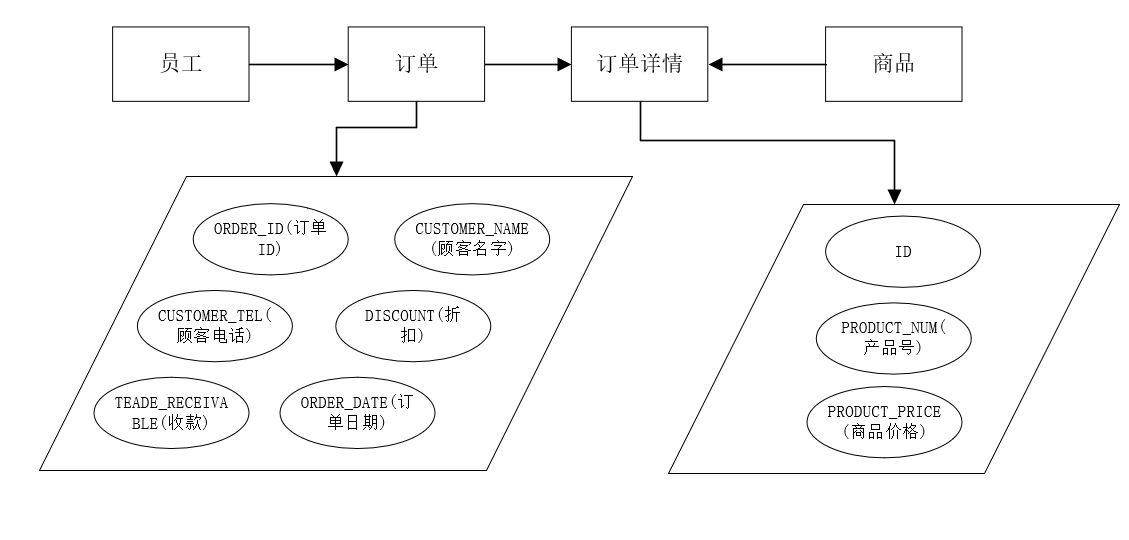 员工
订单
订单详情
商品
ORDER_ID(订单
ID)
CUSTOMER_NAME
(顾客名字)
CUSTOMER_TEL(
顾客电话)
DISCOUNT(折
扣)
TEADE_RECEIVA
BLE(收款)
ORDER_DATE(订
单日期)
ID
PRODUCT_NUM(
产品号)
PRODUCT_PRICE
(商品价格)